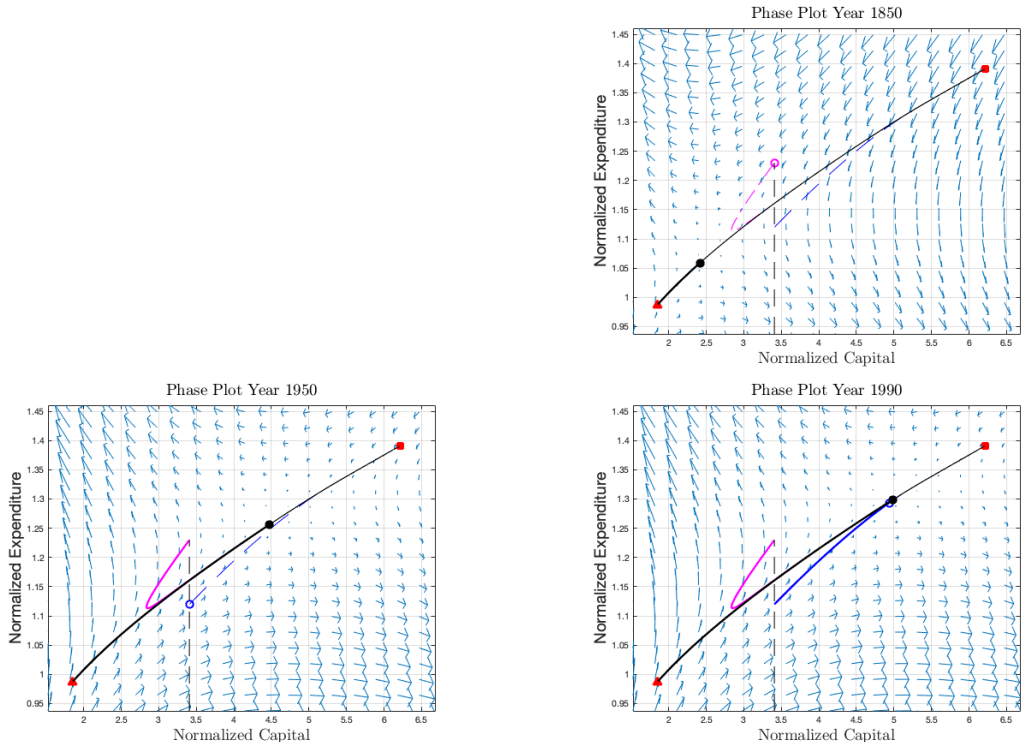 Phase Plot Year 1850
Normalized Expenditure
1.45
1.4
1.35
1.3
1.25
1.2
1.15
1.1
1.05
1
0.95
2 2.5 3 3.5 4 4.5 5 5.5 6 6.5
Normalized Capital
Phase Plot Year 1950
Normalized Expenditure
1.45
1.4
1.35
1.3
1.25
1.2
1.15
1.1
1.05
1
0.95
2 2.5 3 3.5 4 4.5 5 5.5 6 6.5
Normalized Capital
Phase Plot Year 1990
Normalized Expenditure
1.45
1.4
1.35
1.3
1.25
1.2
1.15
1.1
1.05
1
0.95
2 2.5 3 3.5 4 4.5 5 5.5 6 6.5
Normalized Capital